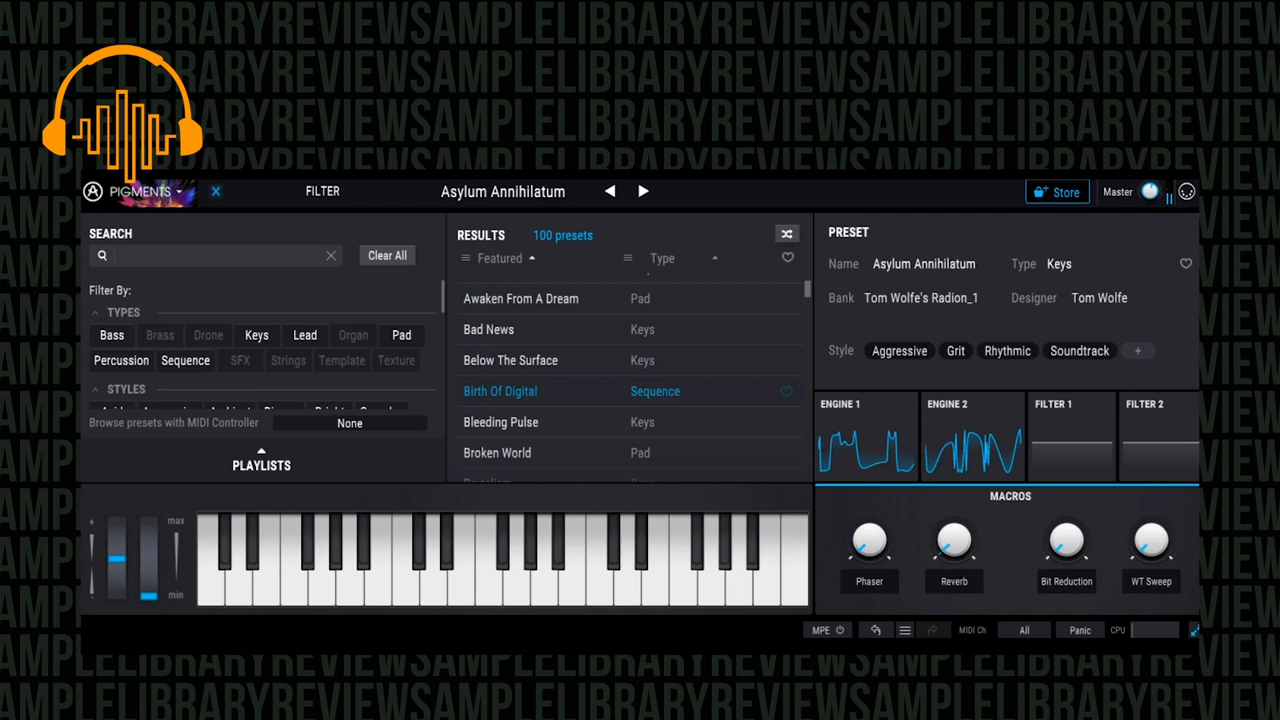 SAMPLELIBRARYREVIEW
PIGMENTS
X
FILTER
Asylum Annihilatum
Store
Master
SEARCH
Clear All
Filter By:
TYPES
Bass Brass Drone Keys Lead Organ Pad
Percussion Sequence SFX Strings Template Texture
STYLES
Browse presets with MIDI Controller None
PLAYLISTS
RESULTS 100 presets
Featured Type
Awaken From A Dream Pad
Bad News Keys
Below The Surface Keys
Birth Of Digital Sequence
Bleeding Pulse Keys
Broken World Pad
PRESET
Name Asylum Annihilatum Type Keys
Bank Tom Wolfe's Radion_1 Designer Tom Wolfe
Style Aggressive Grit Rhythmic Soundtrack +
ENGINE 1 ENGINE 2 FILTER 1 FILTER 2
MACROS
Phaser Reverb Bit Reduction WT Sweep
+ max
- min
MPE MIDI Ch All Panic CPU